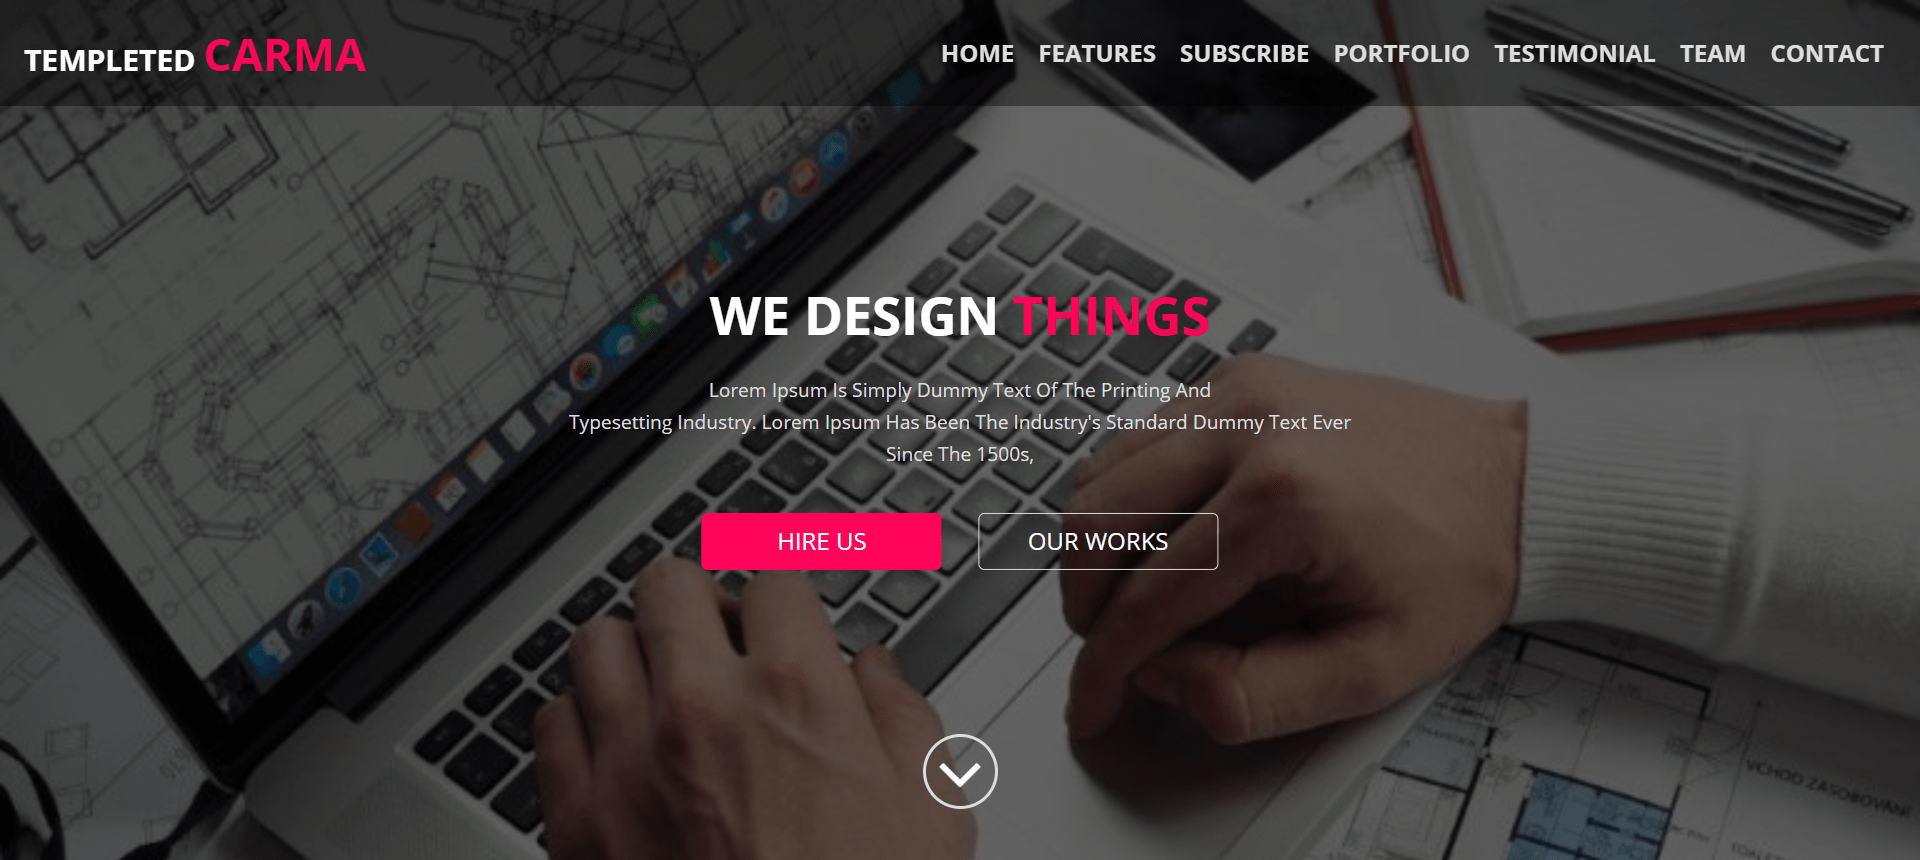 TEMPLETED CARMA
HOME FEATURES SUBSCRIBE PORTFOLIO TESTIMONIAL TEAM CONTACT
WE DESIGN THINGS
Lorem Ipsum Is Simply Dummy Text Of The Printing And
Typesetting Industry. Lorem Ipsum Has Been The Industry's Standard Dummy Text Ever
Since The 1500s,
HIRE US
OUR WORKS
VCHOD ZÁSOBOVÁNÍ